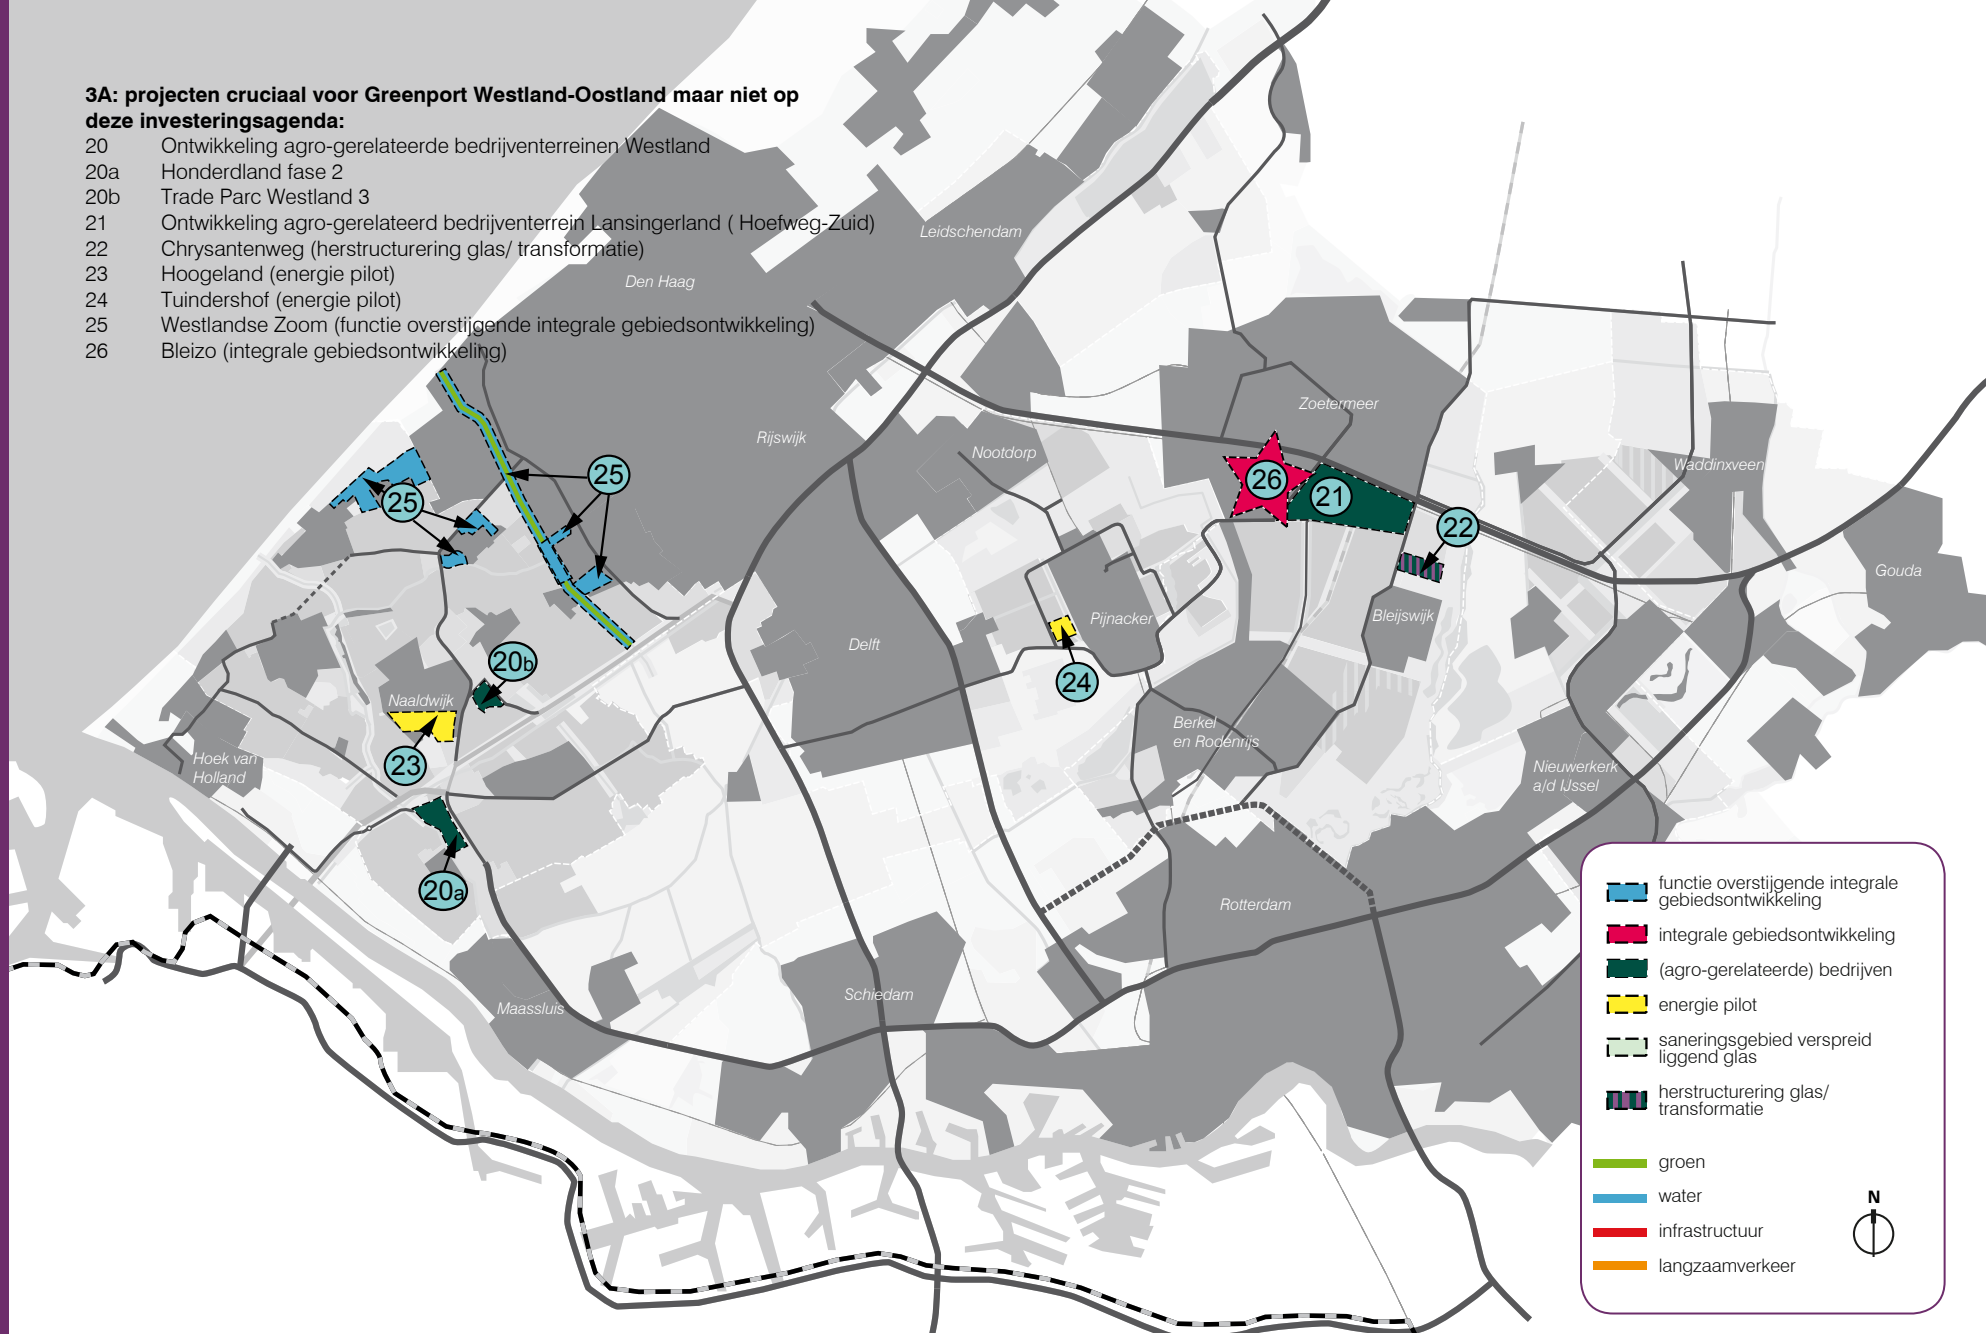 3A: projecten cruciaal voor Greenport Westland-Oostland maar niet op
deze investeringsagenda:
20 Ontwikkeling agro-gerelateerde bedrijventerreinen Westland
20a Honderdland fase 2
20b Trade Parc Westland 3
21 Ontwikkeling agro-gerelateerd bedrijventerrein Lansingerland ( Hoefweg-Zuid)
22 Chrysantenweg (herstructurering glas/ transformatie)
23 Hoogeland (energie pilot)
24 Tuindershof (energie pilot)
25 Westlandse Zoom (functie overstijgende integrale gebiedsontwikkeling)
26 Bleizo (integrale gebiedsontwikkeling)
Leidschendam
Den Haag
Zoetermeer
Rijswijk
Nootdorp
Waddinxveen
25
25
26
21
22
Gouda
Bleijswijk
Pijnacker
Delft
20b
24
Naaldwijk
23
Berkel
en Rodenrijs
Hoek van
Holland
Nieuwerkerk
a/d IJssel
20a
Rotterdam
Schiedam
Maassluis
functie overstijgende integrale
gebiedsontwikkeling
integrale gebiedsontwikkeling
(agro-gerelateerde) bedrijven
energie pilot
saneringsgebied verspreid
liggend glas
herstructurering glas/
transformatie
groen
water
infrastructuur
langzaamverkeer
N